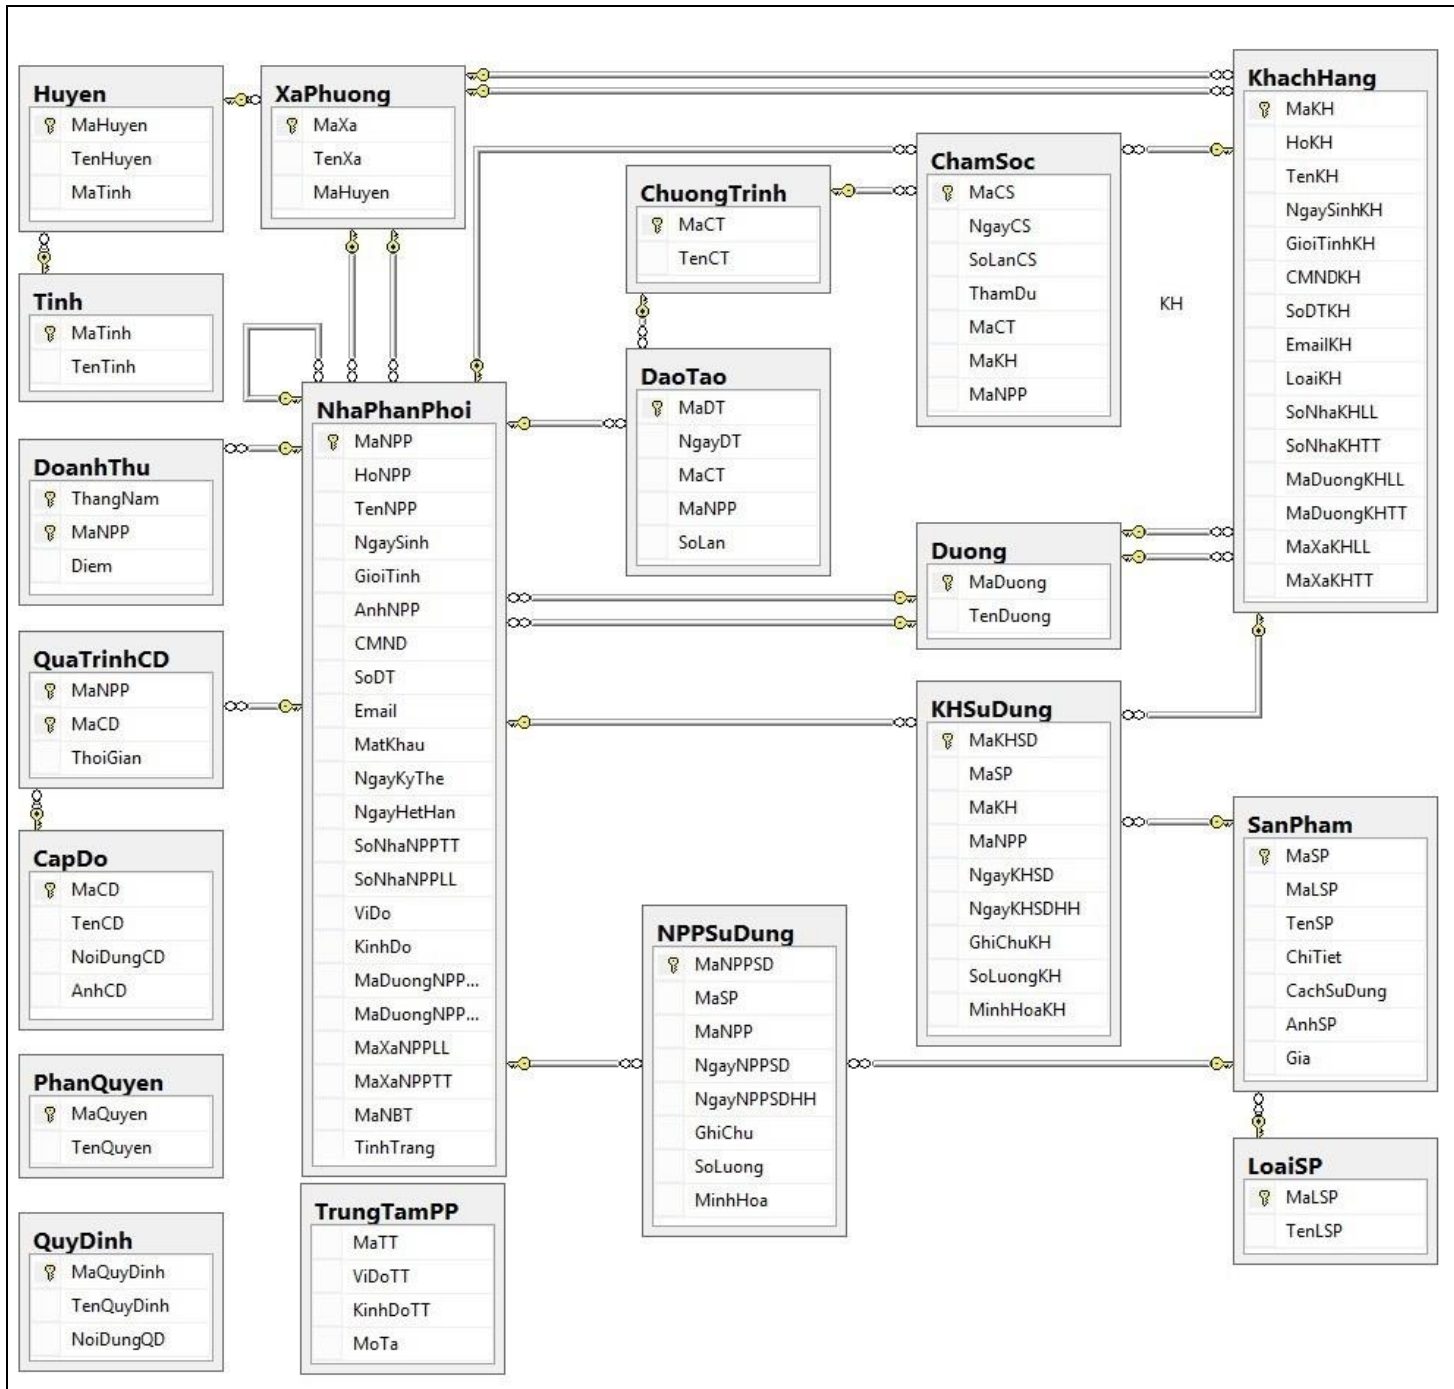 Huyen
MaHuyen
TenHuyen
MaTinh
XaPhuong
MaXa
TenXa
MaHuyen
KhachHang
MaKH
HoKH
TenKH
NgaySinhKH
GioiTinhKH
CMNDKH
SoDTKH
EmailKH
LoaiKH
SoNhaKHLL
SoNhaKHTT
MaDuongKHLL
MaDuongKHTT
MaXaKHLL
MaXaKHTT
ChamSoc
MaCS
NgayCS
SoLanCS
ThamDu
MaCT
MaKH
MaNPP
KH
ChuongTrinh
MaCT
TenCT
Tinh
MaTinh
TenTinh
DaoTao
MaDT
NgayDT
MaCT
MaNPP
SoLan
NhaPhanPhoi
MaNPP
HoNPP
TenNPP
NgaySinh
GioiTinh
AnhNPP
CMND
SoDT
Email
MatKhau
NgayKyThe
NgayHetHan
SoNhaNPPTT
SoNhaNPPLL
ViDo
KinhDo
MaDuongNPP...
MaDuongNPP...
MaXaNPPLL
MaXaNPPTT
MaNBT
TinhTrang
DoanhThu
ThangNam
MaNPP
Diem
Duong
MaDuong
TenDuong
QuaTrinhCD
MaNPP
MaCD
ThoiGian
KHSuDung
MaKHSD
MaSP
MaKH
MaNPP
NgayKHSD
NgayKHSDHH
GhiChuKH
SoLuongKH
MinhHoaKH
SanPham
MaSP
MaLSP
TenSP
ChiTiet
CachSuDung
AnhSP
Gia
CapDo
MaCD
TenCD
NoiDungCD
AnhCD
NPPSuDung
MaNPPSD
MaSP
MaNPP
NgayNPPSD
NgayNPPSDHH
GhiChu
SoLuong
MinhHoa
PhanQuyen
MaQuyen
TenQuyen
LoaiSP
MaLSP
TenLSP
TrungTamPP
MaTT
ViDoTT
KinhDoTT
MoTa
QuyDinh
MaQuyDinh
TenQuyDinh
NoiDungQD